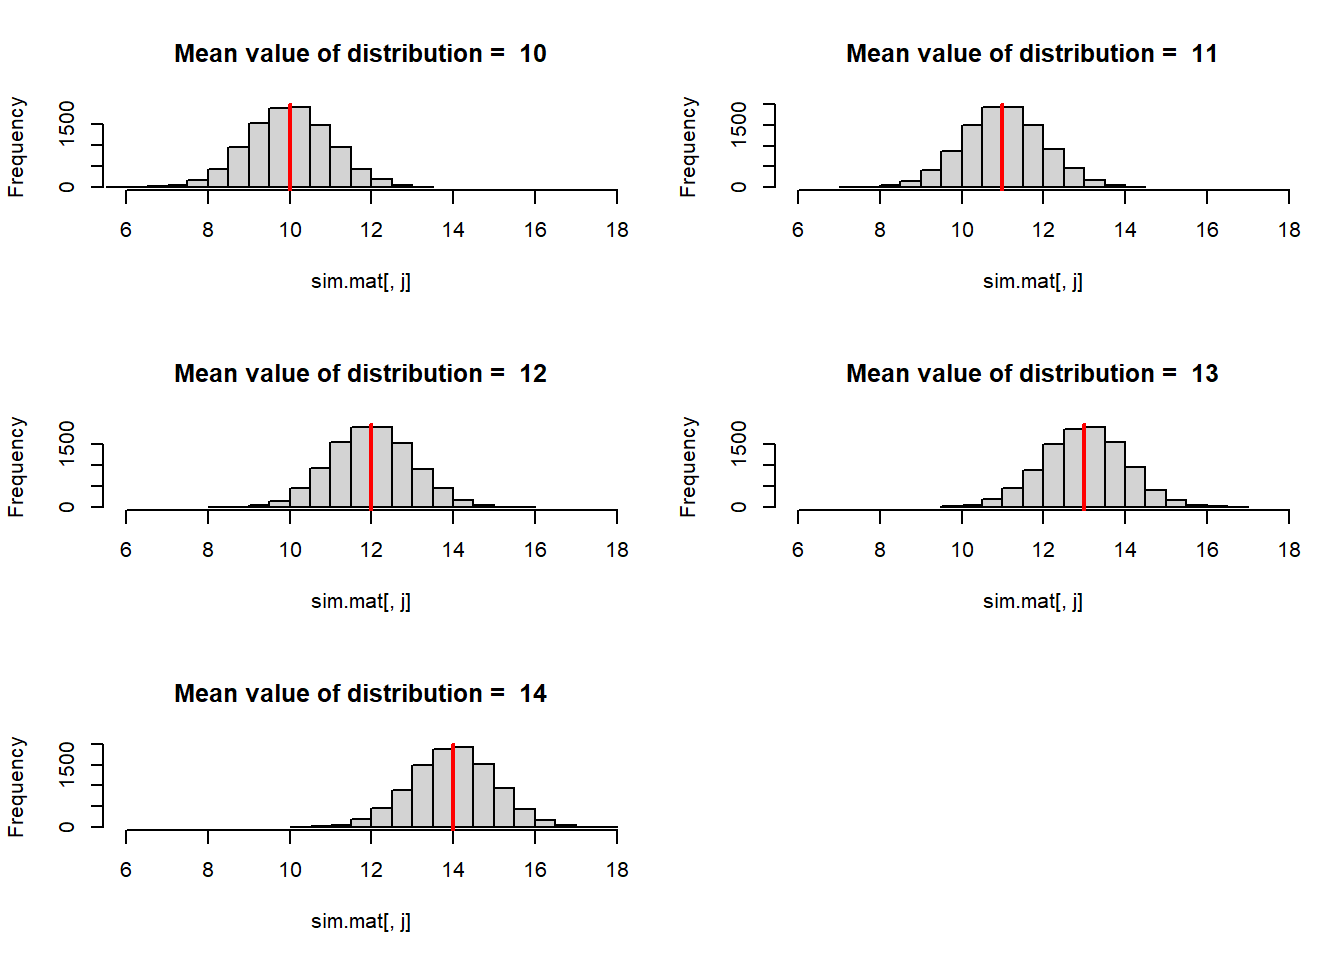 Mean value of distribution =  10
Frequency
1500
0
6 8 10 12 14 16 18
sim.mat[, j]
Mean value of distribution =  11
Frequency
1500
0
6 8 10 12 14 16 18
sim.mat[, j]
Mean value of distribution =  12
Frequency
1500
0
6 8 10 12 14 16 18
sim.mat[, j]
Mean value of distribution =  13
Frequency
1500
0
6 8 10 12 14 16 18
sim.mat[, j]
Mean value of distribution =  14
Frequency
1500
0
6 8 10 12 14 16 18
sim.mat[, j]